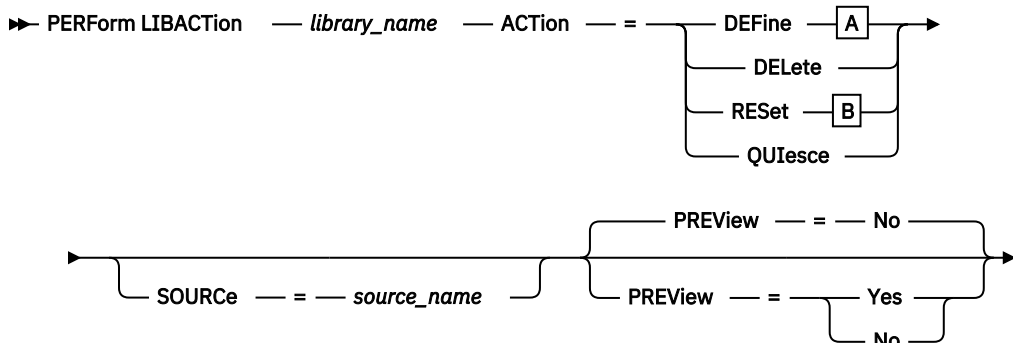 PERForm LIBACTion library_name ACTion = DEFine A
DELete
RESet B
QUIesce
PREView = No
SOURCe = source_name PREView = Yes
No